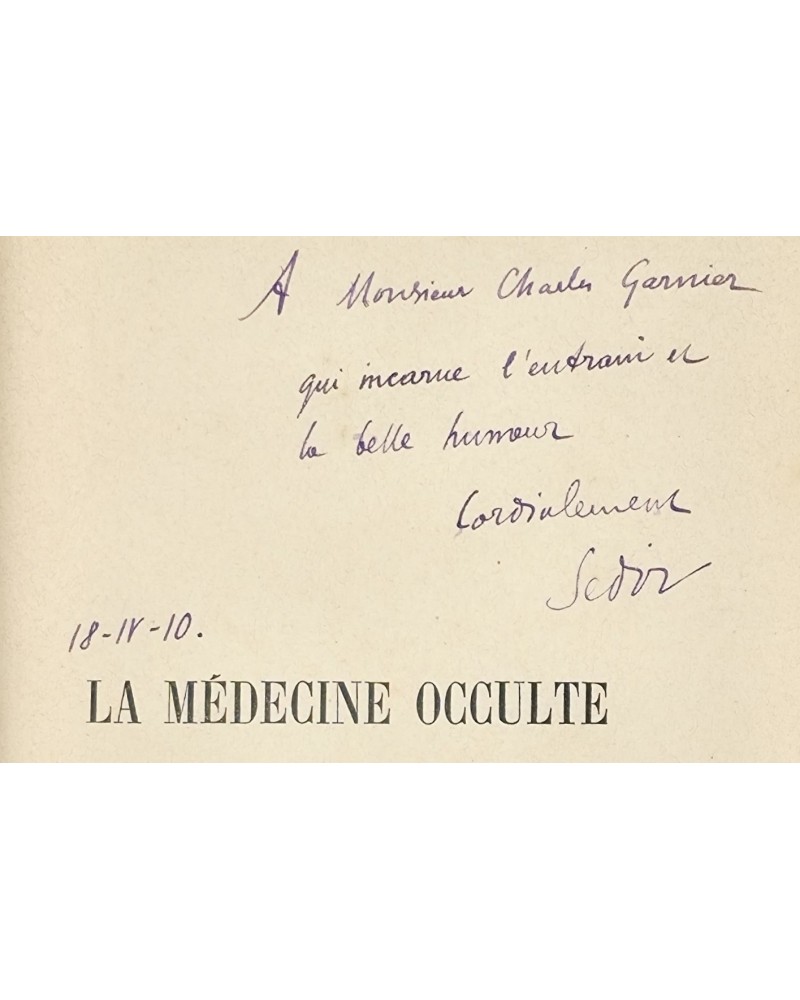 A Monsieur Charles Garnier
qui incarne l'entrain et
la belle humeur
Cordialement
Sedir
18-IV-10.
LA MÉDECINE OCCULTE